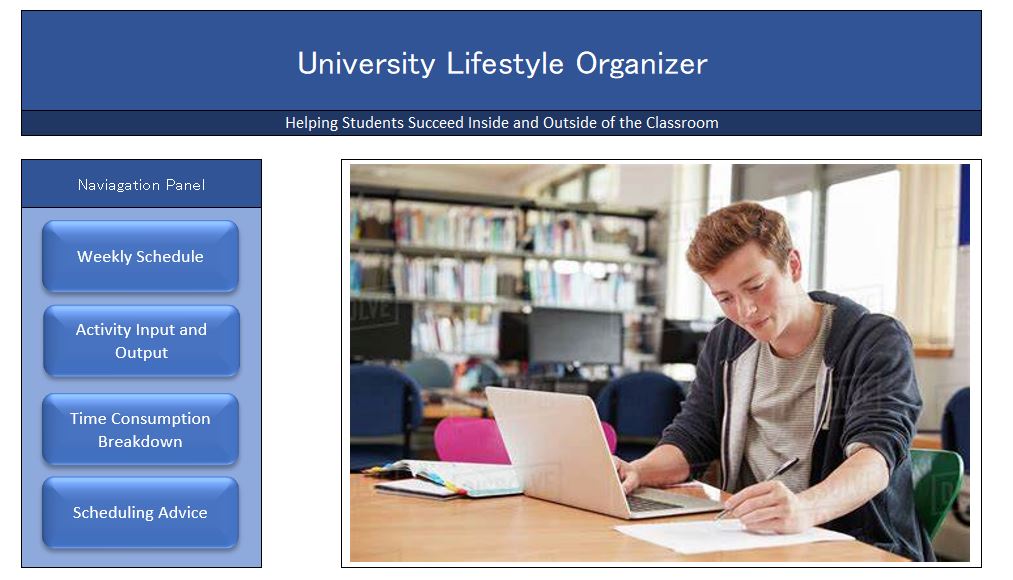 University Lifestyle Organizer
Helping Students Succeed Inside and Outside of the Classroom
Naviagation Panel
Weekly Schedule
Activity Input and
Output
Time Consumption
Breakdown
Scheduling Advice